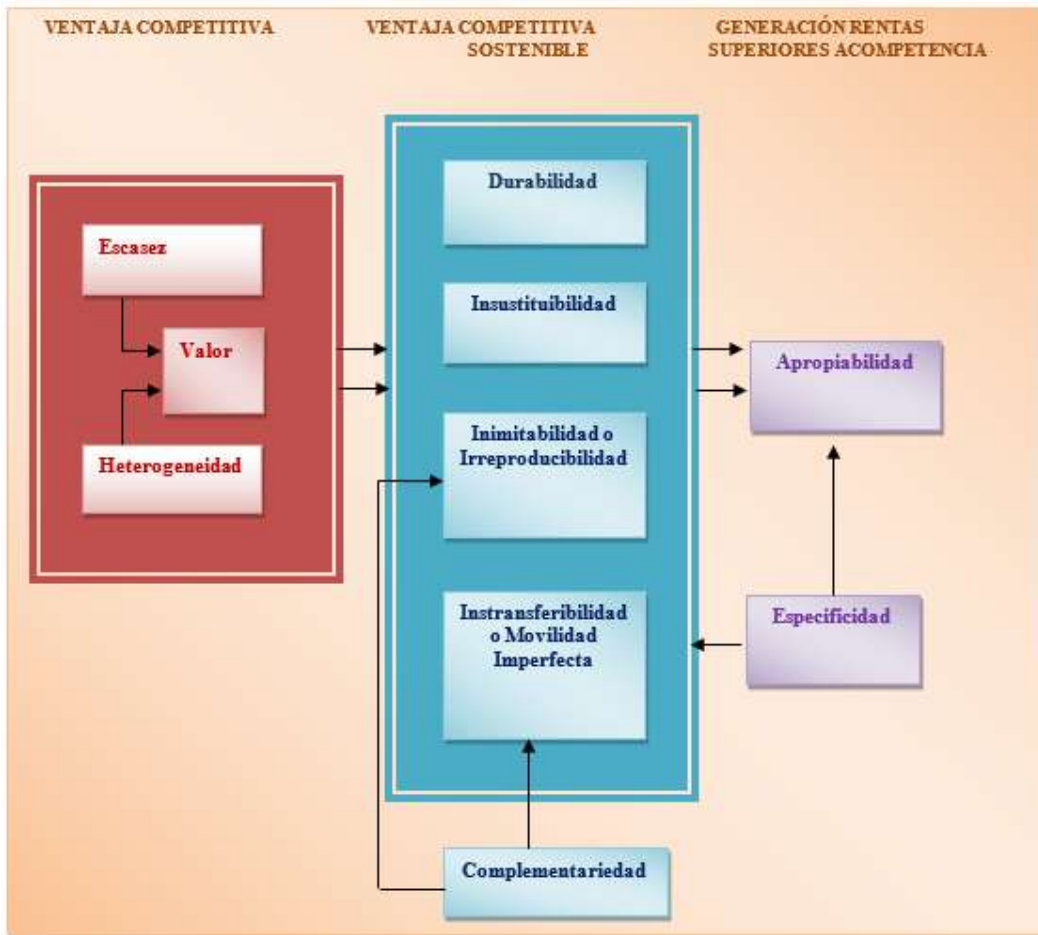 VENTAJA COMPETITIVA
VENTAJA COMPETITIVA
SOSTENIBLE
GENERACIÓN RENTAS
SUPERIORES ACOMPETENCIA
Escasez
Valor
Heterogeneidad
Durabilidad
Insustituibilidad
Inimitabilidad o
Irreproducibilidad
Instransferibilidad
o Movilidad
Imperfecta
Complementariedad
Apropiabilidad
Especificidad